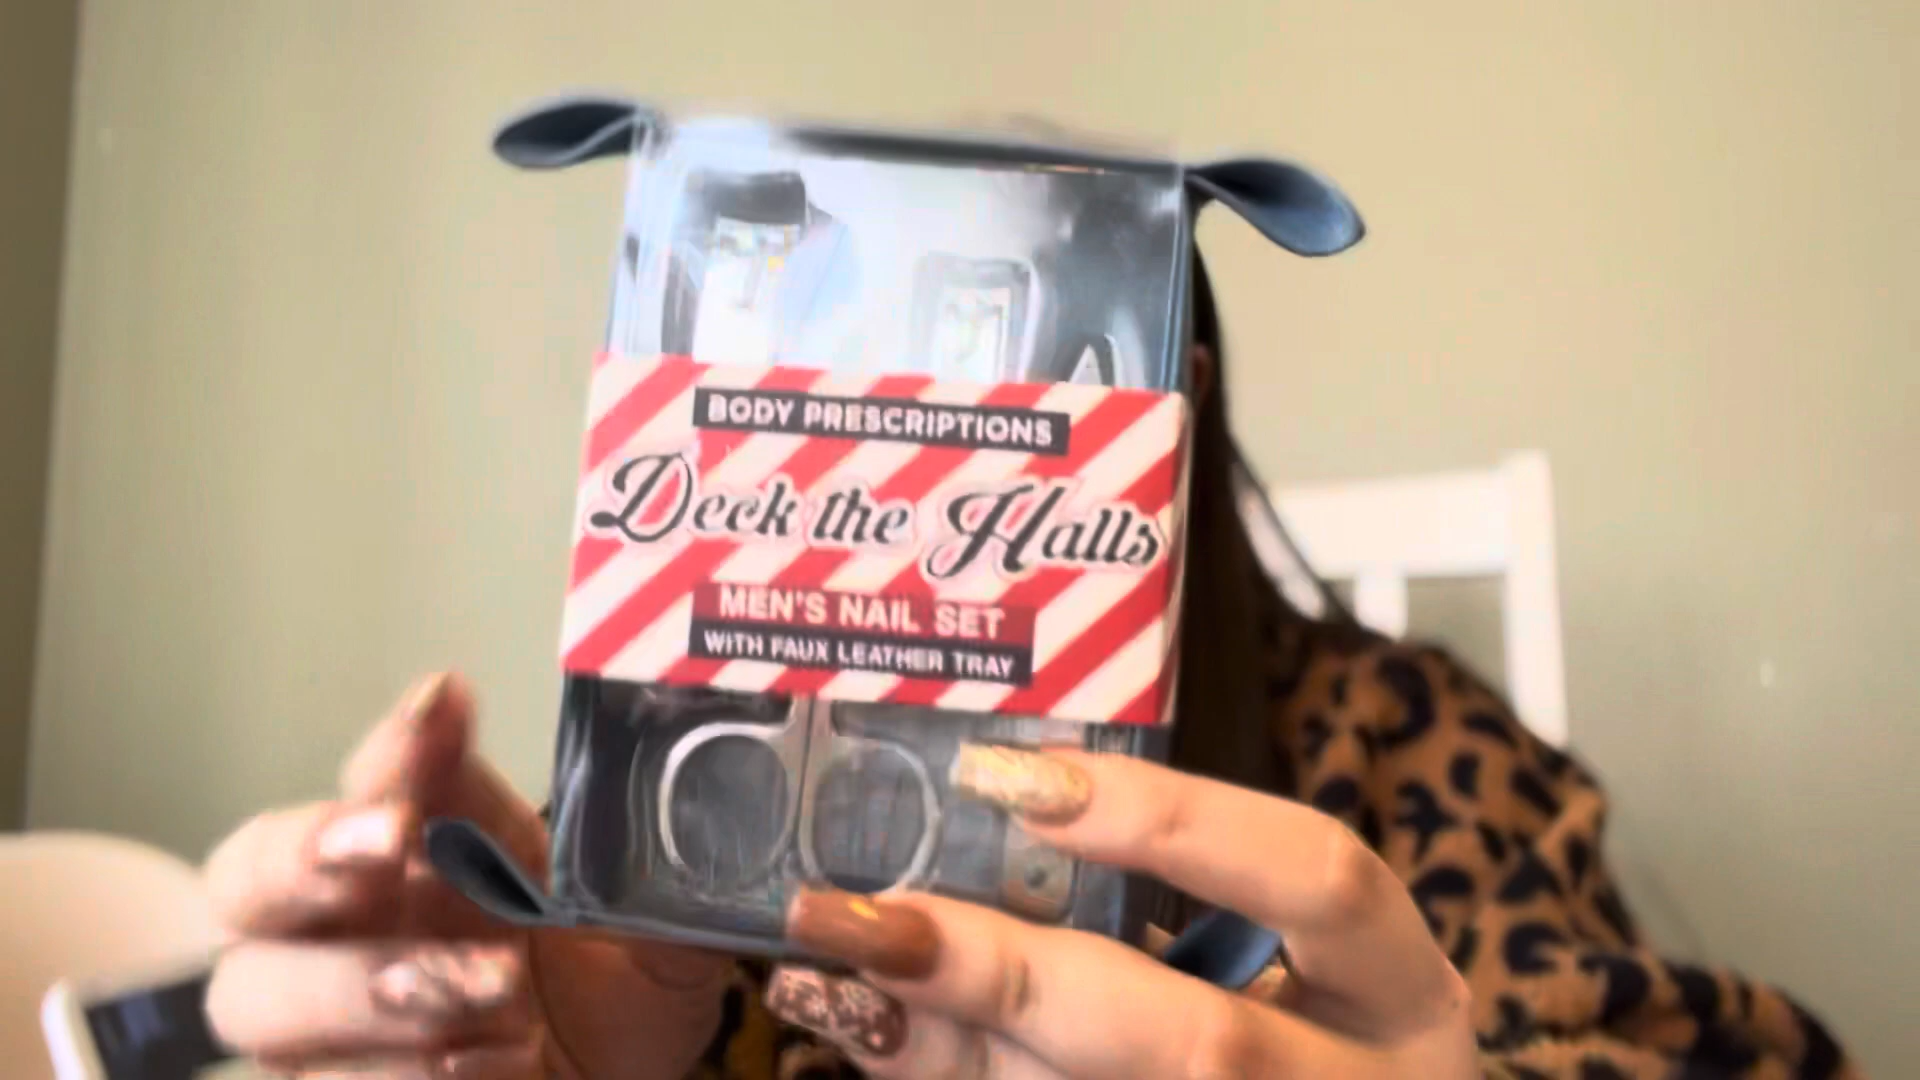 BODY PRESCRIPTIONS
Deck the Halls
MEN'S NAIL SET
WITH FAUX LEATHER TRAY